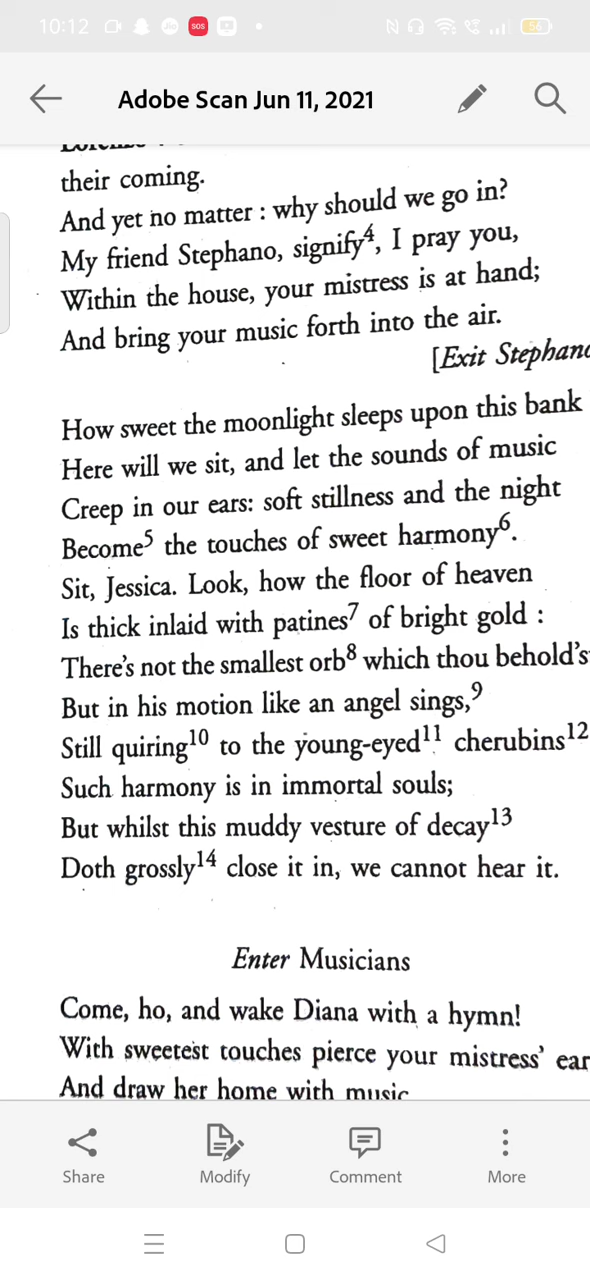 10:12
SOS
56
Adobe Scan Jun 11, 2021
their coming.
And yet no matter : why should we go in?
My friend Stephano, signify4, I pray you,
Within the house, your mistress is at hand;
And bring your music forth into the air.
[Exit Stephano
How sweet the moonlight sleeps upon this bank
Here will we sit, and let the sounds of music
Creep in our ears: soft stillness and the night
Become5 the touches of sweet harmony6.
Sit, Jessica. Look, how the floor of heaven
Is thick inlaid with patines7 of bright gold :
There's not the smallest orb8 which thou behold's
But in his motion like an angel sings,9
Still quiring10 to the young-eyed11 cherubins12
Such harmony is in immortal souls;
But whilst this muddy vesture of decay13
Doth grossly14 close it in, we cannot hear it.
Enter Musicians
Come, ho, and wake Diana with a hymn!
With sweetest touches pierce your mistress' ear
And draw her home with music
Share
Modify
Comment
More